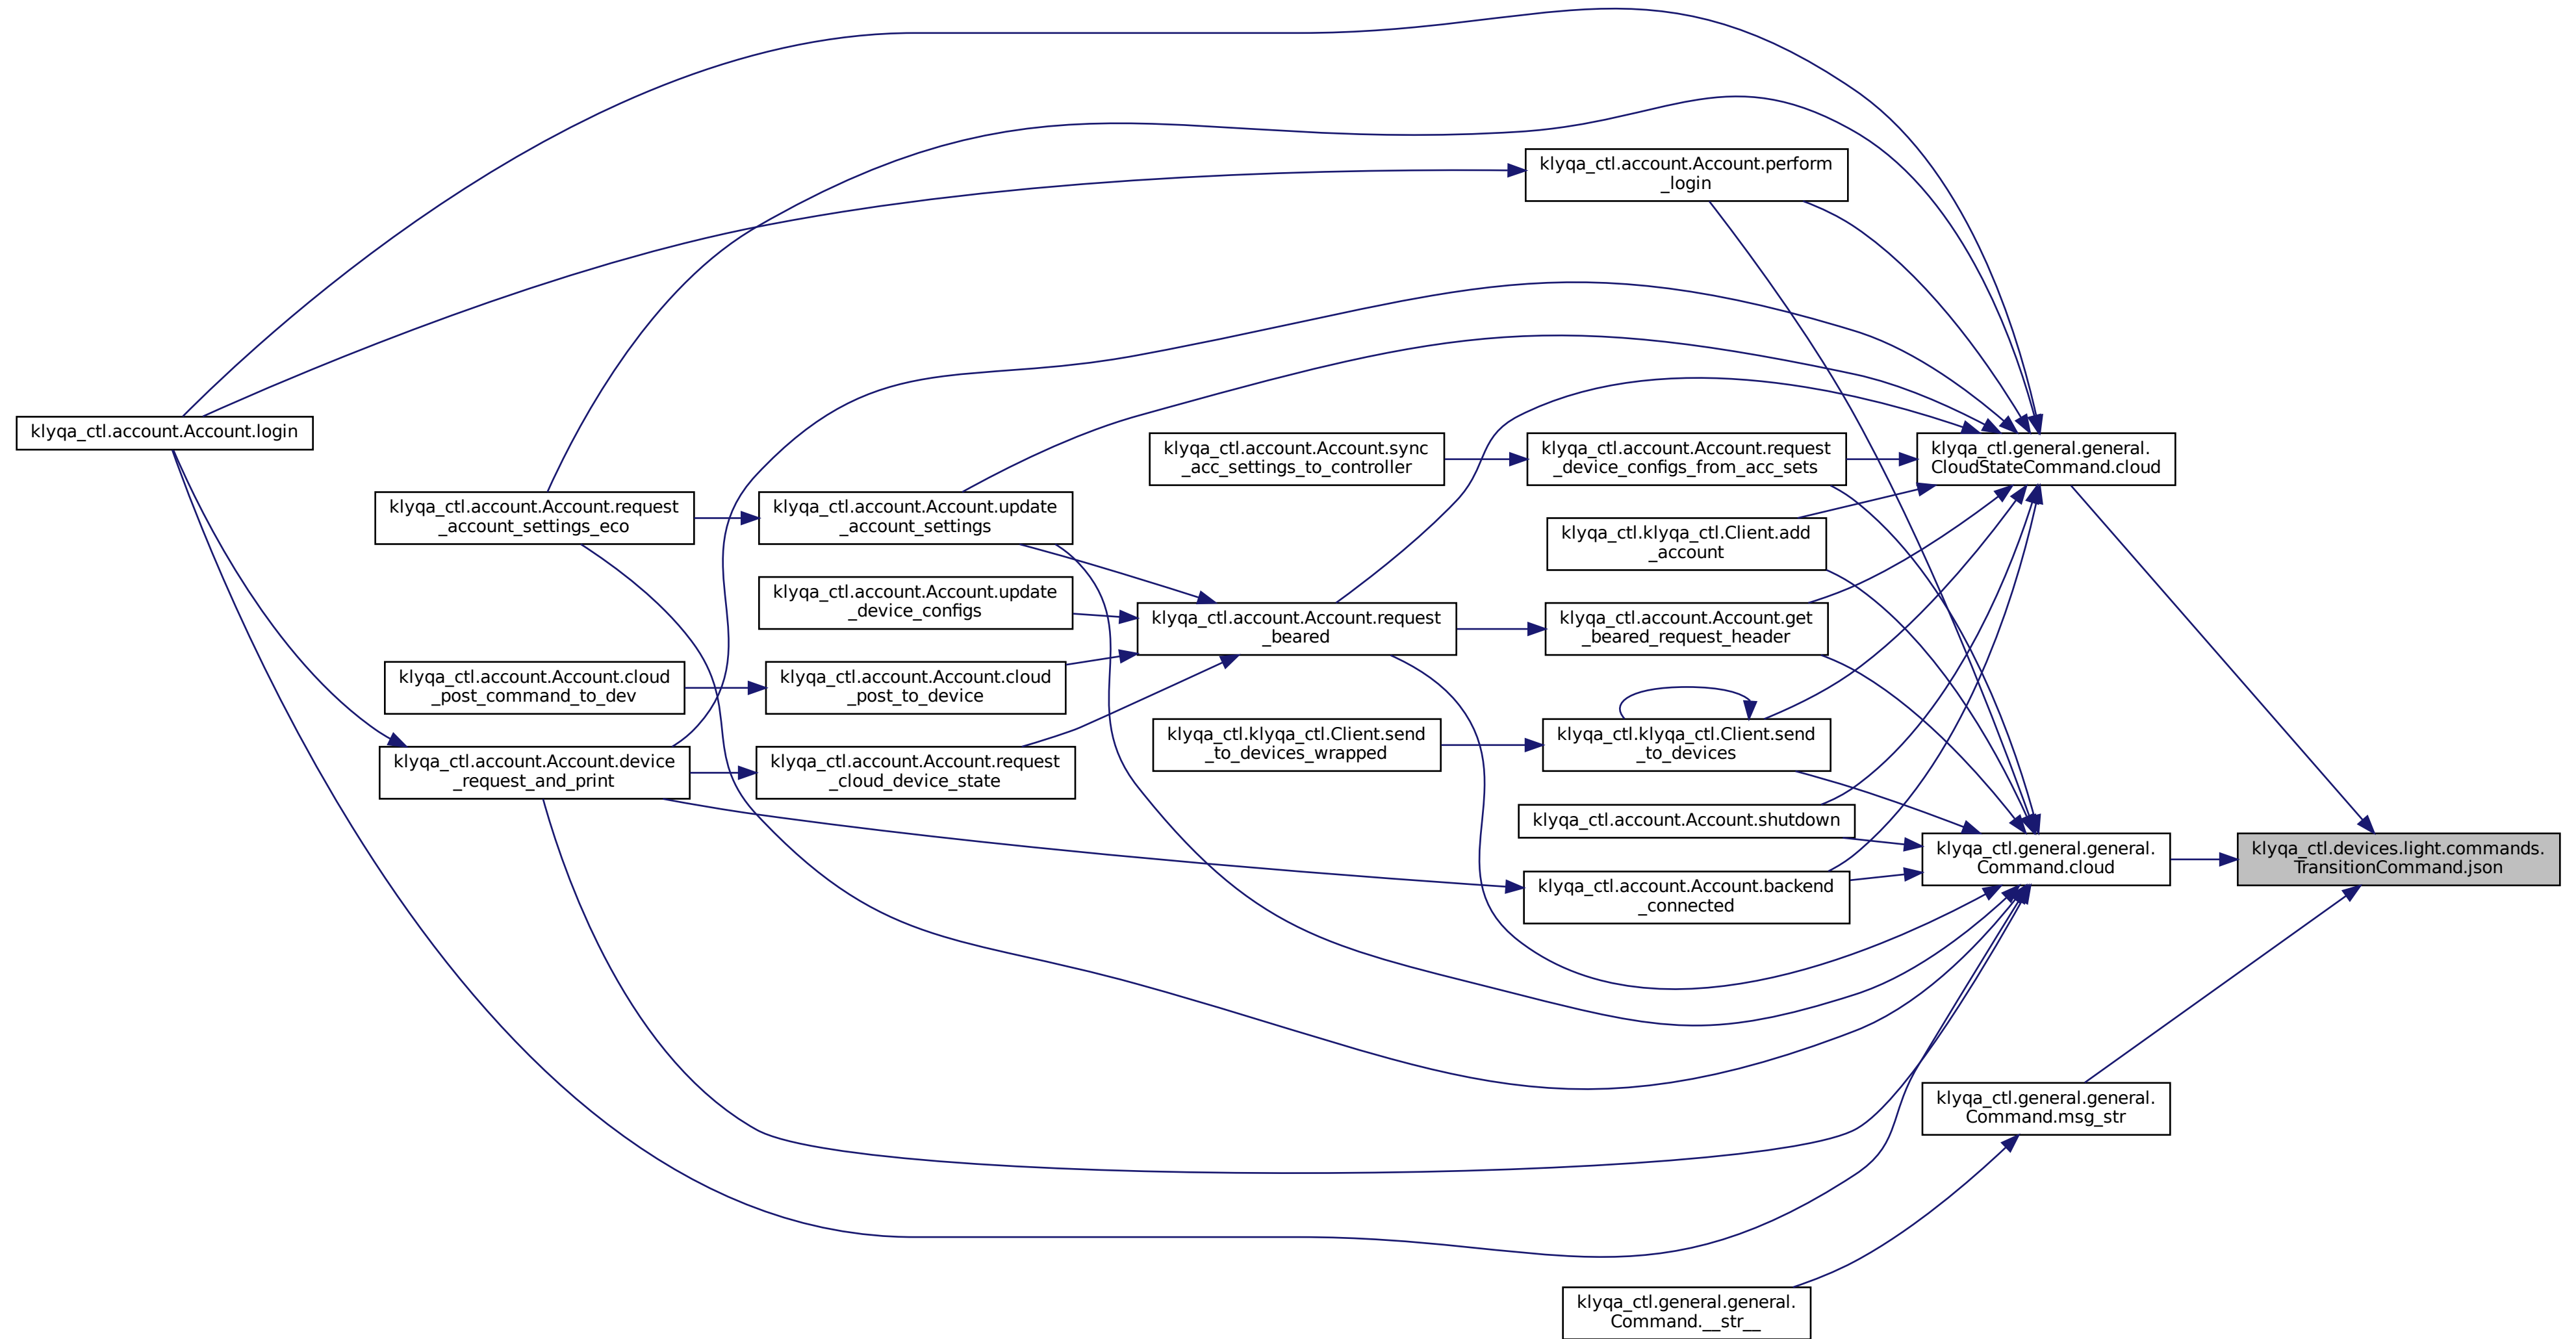 klyqa_ctl.account.Account.perform
_login
klyqa_ctl.account.Account.login
klyqa_ctl.account.Account.sync
_acc_settings_to_controller
klyqa_ctl.account.Account.request
_device_configs_from_acc_sets
klyqa_ctl.general.general.
CloudStateCommand.cloud
klyqa_ctl.account.Account.request
_account_settings_eco
klyqa_ctl.account.Account.update
_account_settings
klyqa_ctl.klyqa_ctl.Client.add
_account
klyqa_ctl.account.Account.update
_device_configs
klyqa_ctl.account.Account.request
_beared
klyqa_ctl.account.Account.get
_beared_request_header
klyqa_ctl.account.Account.cloud
_post_command_to_dev
klyqa_ctl.account.Account.cloud
_post_to_device
klyqa_ctl.klyqa_ctl.Client.send
_to_devices_wrapped
klyqa_ctl.klyqa_ctl.Client.send
_to_devices
klyqa_ctl.account.Account.device
_request_and_print
klyqa_ctl.account.Account.request
_cloud_device_state
klyqa_ctl.account.Account.shutdown
klyqa_ctl.general.general.
Command.cloud
klyqa_ctl.devices.light.commands.
TransitionCommand.json
klyqa_ctl.account.Account.backend
_connected
klyqa_ctl.general.general.
Command.msg_str
klyqa_ctl.general.general.
Command.__str__